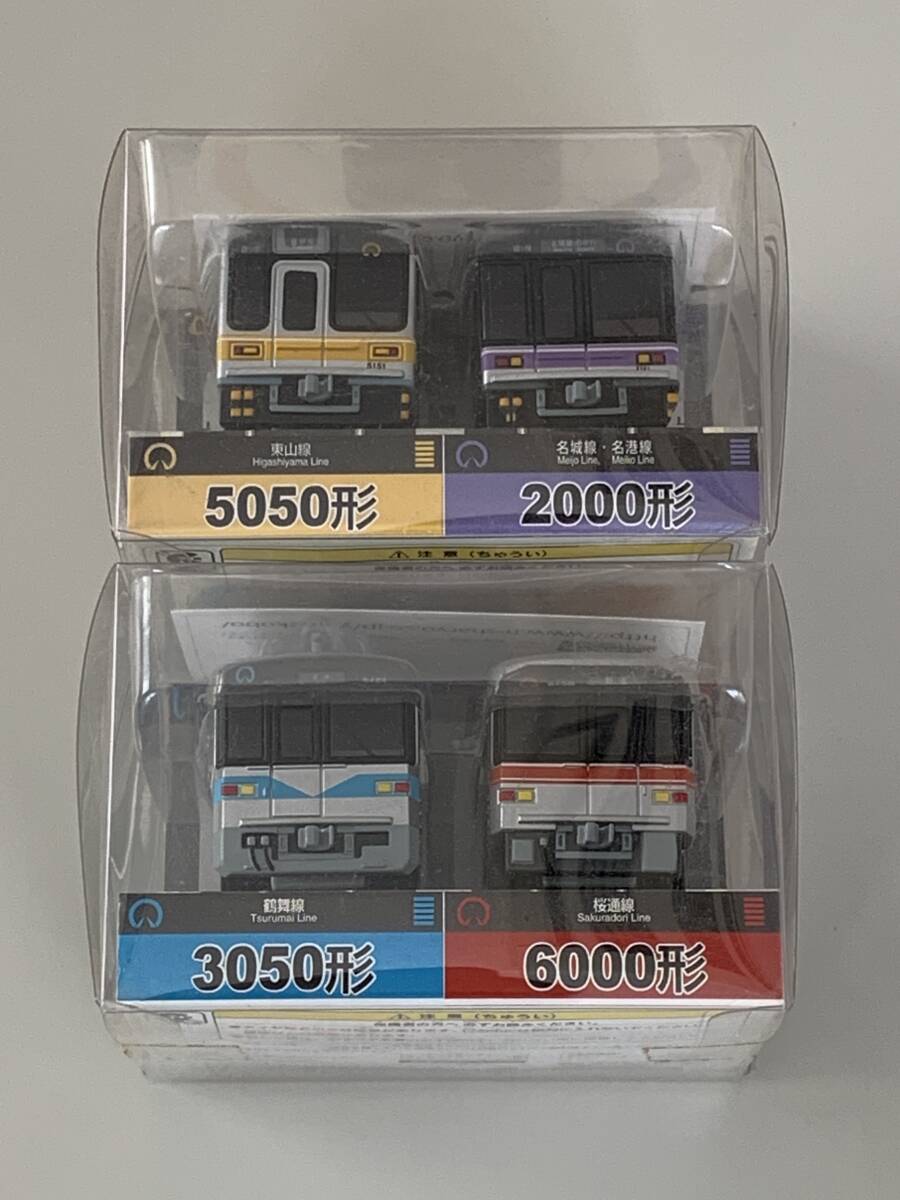 5151
東山線
Higashiyama Line
名城線・名港線
Meijo Line, Meiko Line
5050形
2000形
注意(ちゅうい)
鶴舞線
Tsurumai Line
桜通線
Sakuradori Line
3050形
6000形
注意(ちゅうい)